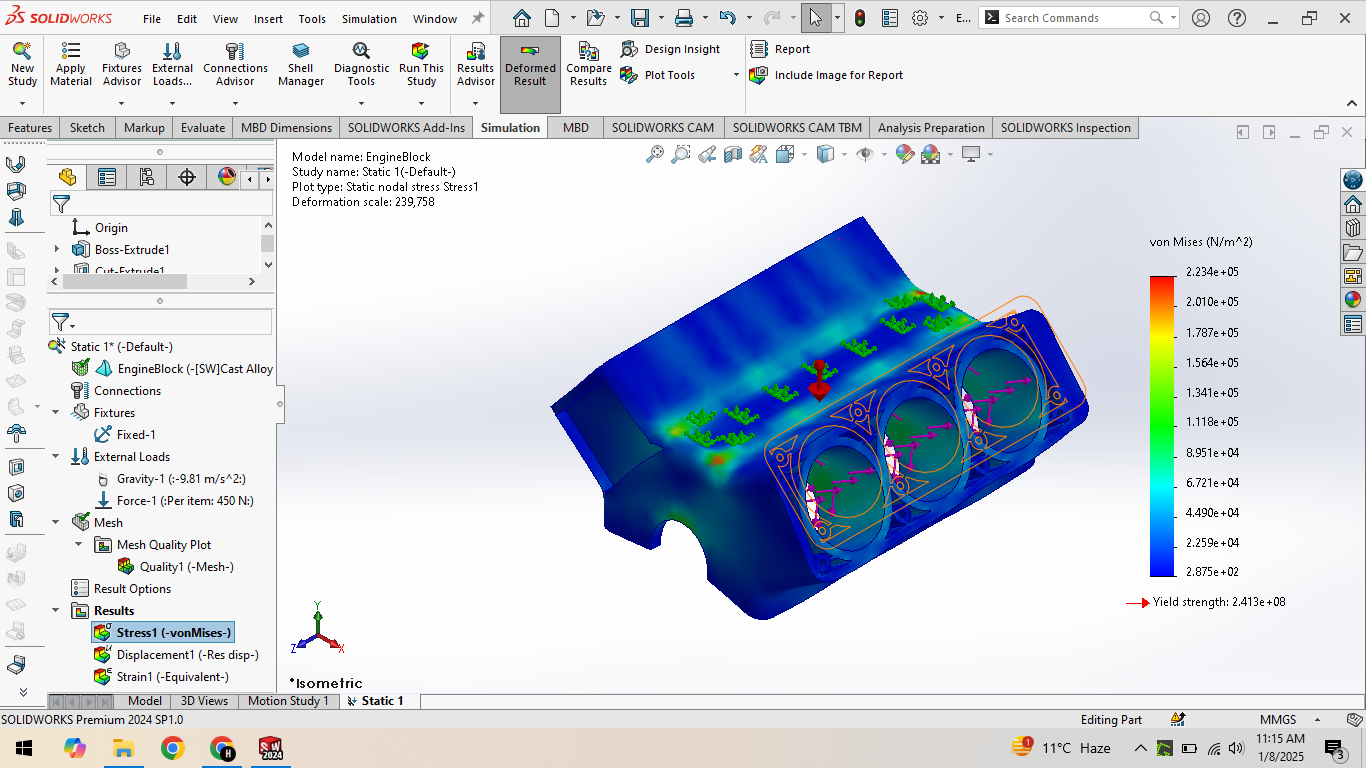 SOLIDWORKS File Edit View Insert Tools Simulation Window E... Search Commands
New Study
Apply Material
Fixtures Advisor
External Loads...
Connections Advisor
Shell Manager
Diagnostic Tools
Run This Study
Results Advisor
Deformed Result
Compare Results
Design Insight
Plot Tools
Report
Include Image for Report
Features Sketch Markup Evaluate MBD Dimensions SOLIDWORKS Add-Ins Simulation MBD SOLIDWORKS CAM SOLIDWORKS CAM TBM Analysis Preparation SOLIDWORKS Inspection
Origin
Boss-Extrude1
Cut-Extrude1
Static 1* (-Default-)
EngineBlock (-[SW]Cast Alloy
Connections
Fixtures
Fixed-1
External Loads
Gravity-1 (:-9.81 m/s^2:)
Force-1 (:Per item: 450 N:)
Mesh
Mesh Quality Plot
Quality1 (-Mesh-)
Result Options
Results
Stress1 (-vonMises-)
Displacement1 (-Res disp-)
Strain1 (-Equivalent-)
Model name: EngineBlock
Study name: Static 1(-Default-)
Plot type: Static nodal stress Stress1
Deformation scale: 239,758
von Mises (N/m^2)
2.234e+05
2.010e+05
1.787e+05
1.564e+05
1.341e+05
1.118e+05
8.951e+04
6.721e+04
4.490e+04
2.259e+04
2.875e+02
Yield strength: 2.413e+08
Y
Z
X
*Isometric
Model 3D Views Motion Study 1 Static 1
SOLIDWORKS Premium 2024 SP1.0 Editing Part MMGS
H
SW
2024
1
11°C Haze
11:15 AM
1/8/2025
3